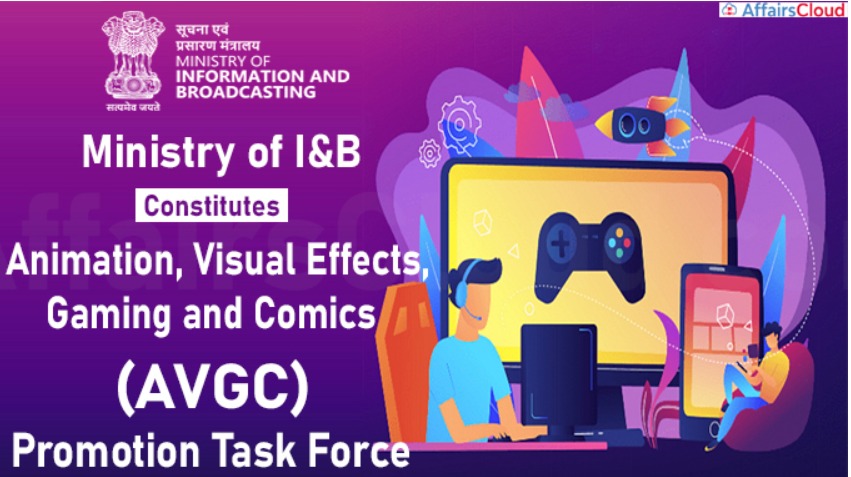 AffairsCloud
सूचना एवं
प्रसारण मंत्रालय
MINISTRY OF
INFORMATION AND
BROADCASTING
सत्यमेव जयते
Ministry of I&B
Constitutes
Animation, Visual Effects,
Gaming and Comics
(AVGC)
Promotion Task Force